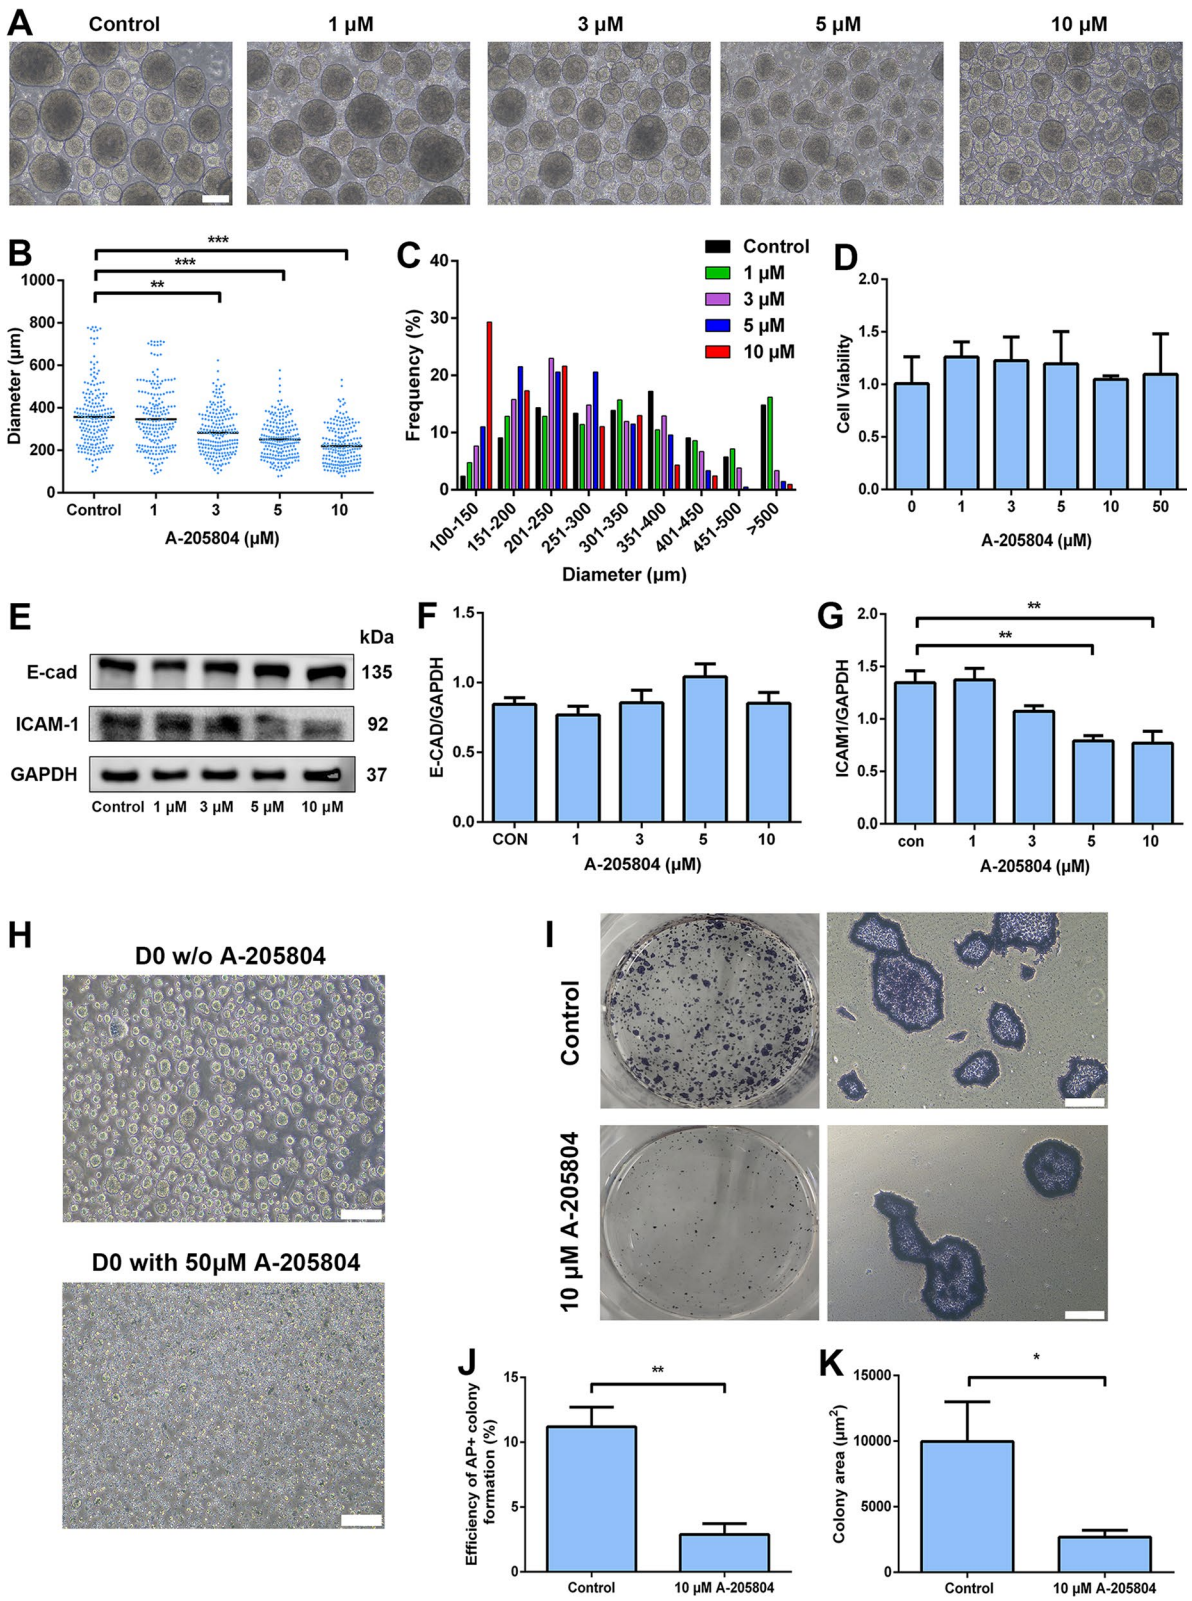 A
Control
1 µM
3 µM
5 µM
10 µM
B
***
***
**
Diameter (µm)
1000
800
600
400
200
0
Control
1
3
5
10
A-205804 (µM)
C
Control
1 µM
3 µM
5 µM
10 µM
Frequency (%)
40
30
20
10
0
100-150
151-200
201-250
251-300
301-350
351-400
401-450
451-500
>500
Diameter (µm)
D
Cell Viability
2.0
1.5
1.0
0.5
0.0
0
1
3
5
10
50
A-205804 (µM)
E
kDa
E-cad
135
ICAM-1
92
GAPDH
37
Control
1 µM
3 µM
5 µM
10 µM
F
E-CAD/GAPDH
1.5
1.0
0.5
0.0
CON
1
3
5
10
A-205804 (µM)
G
**
**
ICAM1/GAPDH
2.0
1.5
1.0
0.5
0.0
con
1
3
5
10
A-205804 (µM)
H
D0 w/o A-205804
D0 with 50µM A-205804
I
Control
10 µM A-205804
J
**
Efficiency of AP+ colony
formation (%)
15
10
5
0
Control
10 µM A-205804
K
*
Colony area (µm²)
15000
10000
5000
0
Control
10 µM A-205804